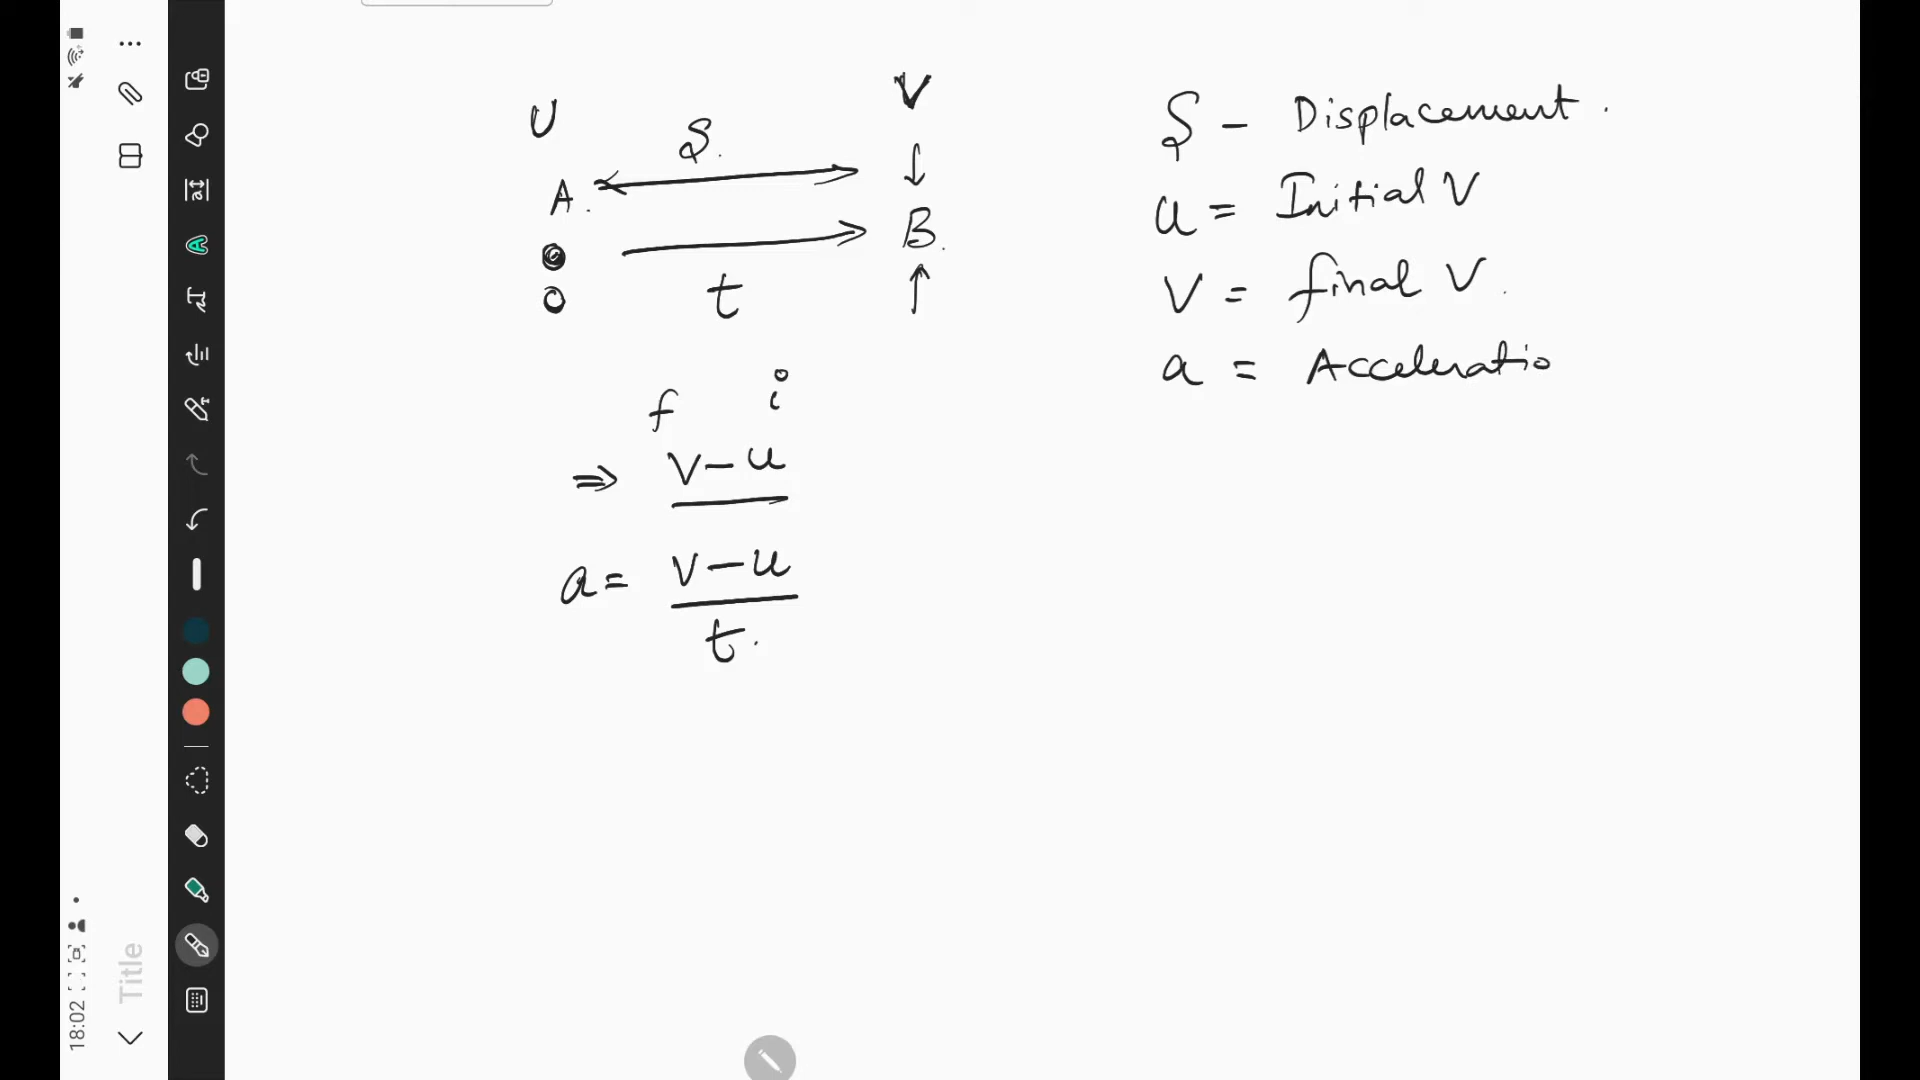 U
S.
V
↓
A.
B.
↑
t
f i
⇒ V-u
a= V-u
t.
S - Displacement.
u = Initial V
V = final V.
a = Acceleratio
18:02
Title